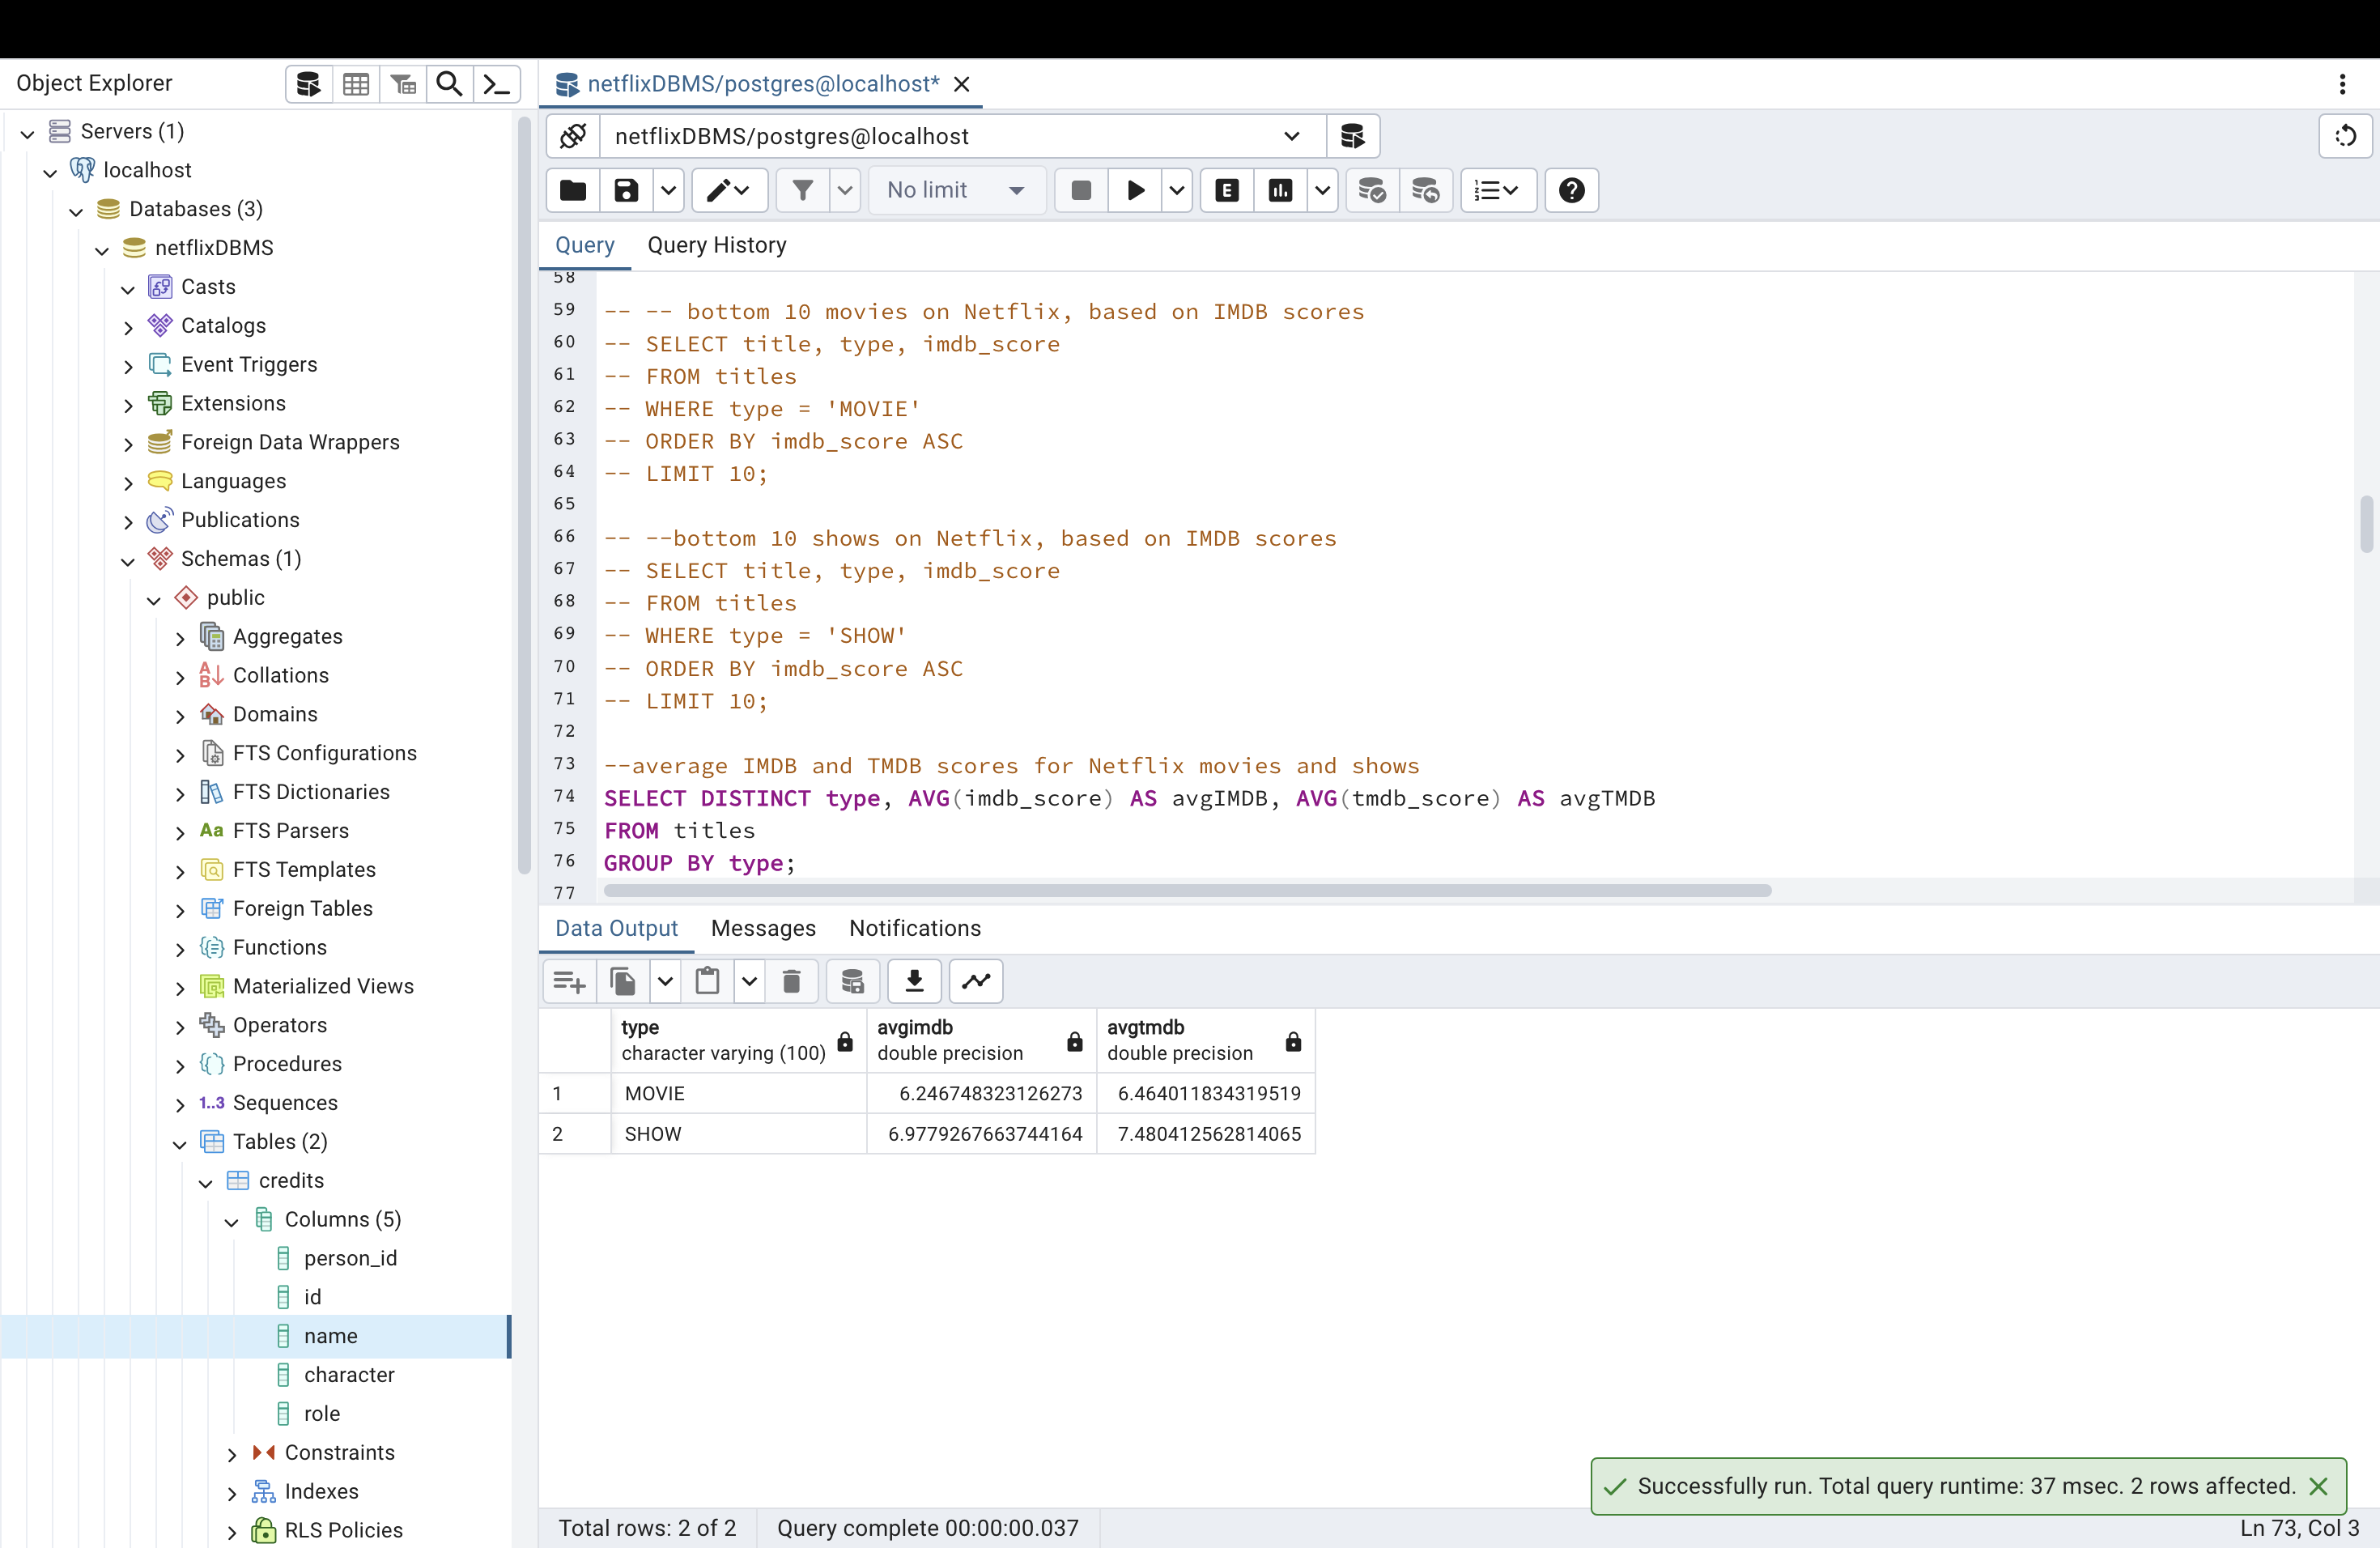 Object Explorer
Servers (1)
localhost
Databases (3)
netflixDBMS
Casts
Catalogs
Event Triggers
Extensions
Foreign Data Wrappers
Languages
Publications
Schemas (1)
public
Aggregates
Collations
Domains
FTS Configurations
FTS Dictionaries
Aa FTS Parsers
FTS Templates
Foreign Tables
Functions
Materialized Views
Operators
Procedures
1..3 Sequences
Tables (2)
credits
Columns (5)
person_id
id
name
character
role
Constraints
Indexes
RLS Policies
netflixDBMS/postgres@localhost*
netflixDBMS/postgres@localhost
No limit
E
Query Query History
58
59 -- -- bottom 10 movies on Netflix, based on IMDB scores
60 -- SELECT title, type, imdb_score
61 -- FROM titles
62 -- WHERE type = 'MOVIE'
63 -- ORDER BY imdb_score ASC
64 -- LIMIT 10;
65
66 -- --bottom 10 shows on Netflix, based on IMDB scores
67 -- SELECT title, type, imdb_score
68 -- FROM titles
69 -- WHERE type = 'SHOW'
70 -- ORDER BY imdb_score ASC
71 -- LIMIT 10;
72
73 --average IMDB and TMDB scores for Netflix movies and shows
74 SELECT DISTINCT type, AVG(imdb_score) AS avgIMDB, AVG(tmdb_score) AS avgTMDB
75 FROM titles
76 GROUP BY type;
77
Data Output Messages Notifications
type avgimdb avgtmdb
character varying (100) double precision double precision
1 MOVIE 6.246748323126273 6.464011834319519
2 SHOW 6.9779267663744164 7.480412562814065
Successfully run. Total query runtime: 37 msec. 2 rows affected.
Total rows: 2 of 2 Query complete 00:00:00.037 Ln 73, Col 3